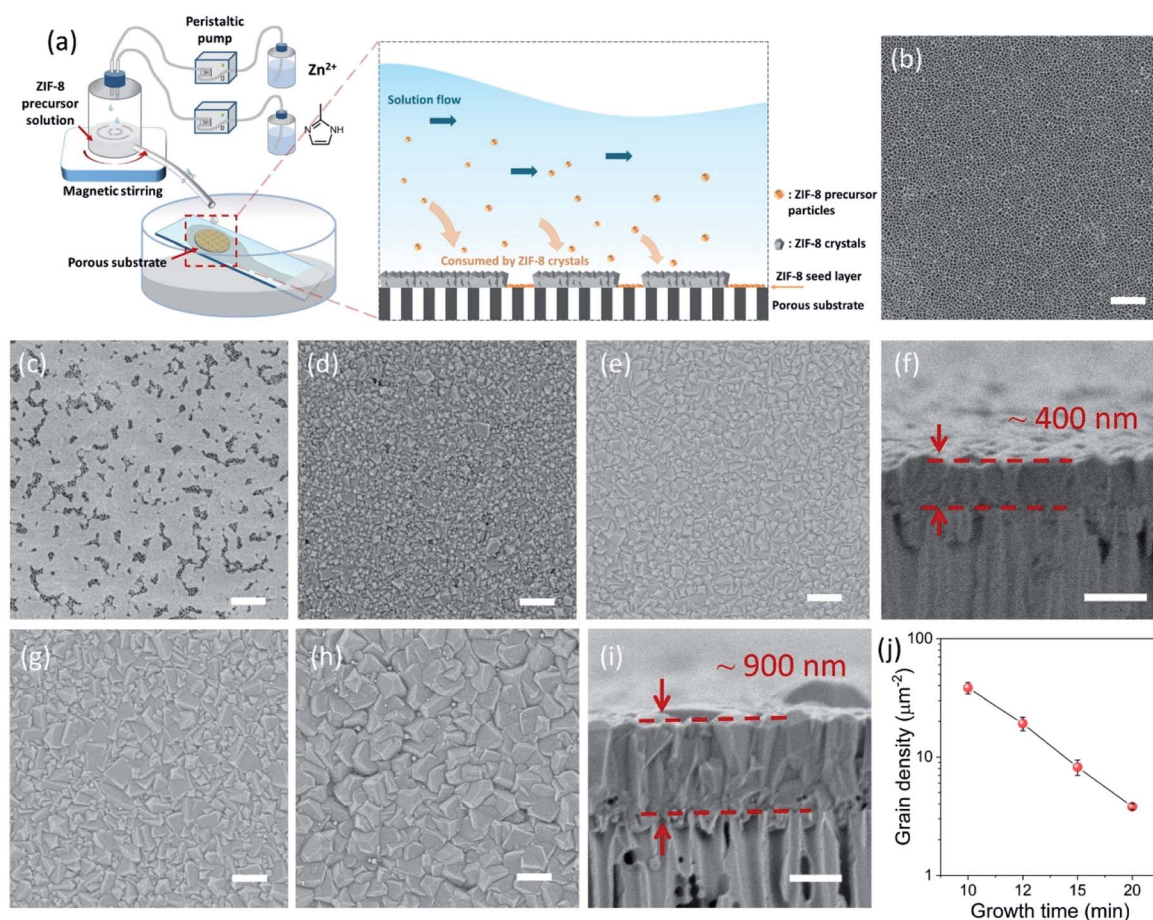 (a)
Peristaltic
pump
Zn²⁺
ZIF-8
precursor
solution
N
NH
Magnetic stirring
Porous substrate
Solution flow
Consumed by ZIF-8 crystals
: ZIF-8 precursor
particles
: ZIF-8 crystals
ZIF-8 seed layer
Porous substrate
(b)
(c)
(d)
(e)
(f)
~ 400 nm
(g)
(h)
(i)
~ 900 nm
(j)
Grain density (μm⁻²)
100
10
1
10
12
15
20
Growth time (min)